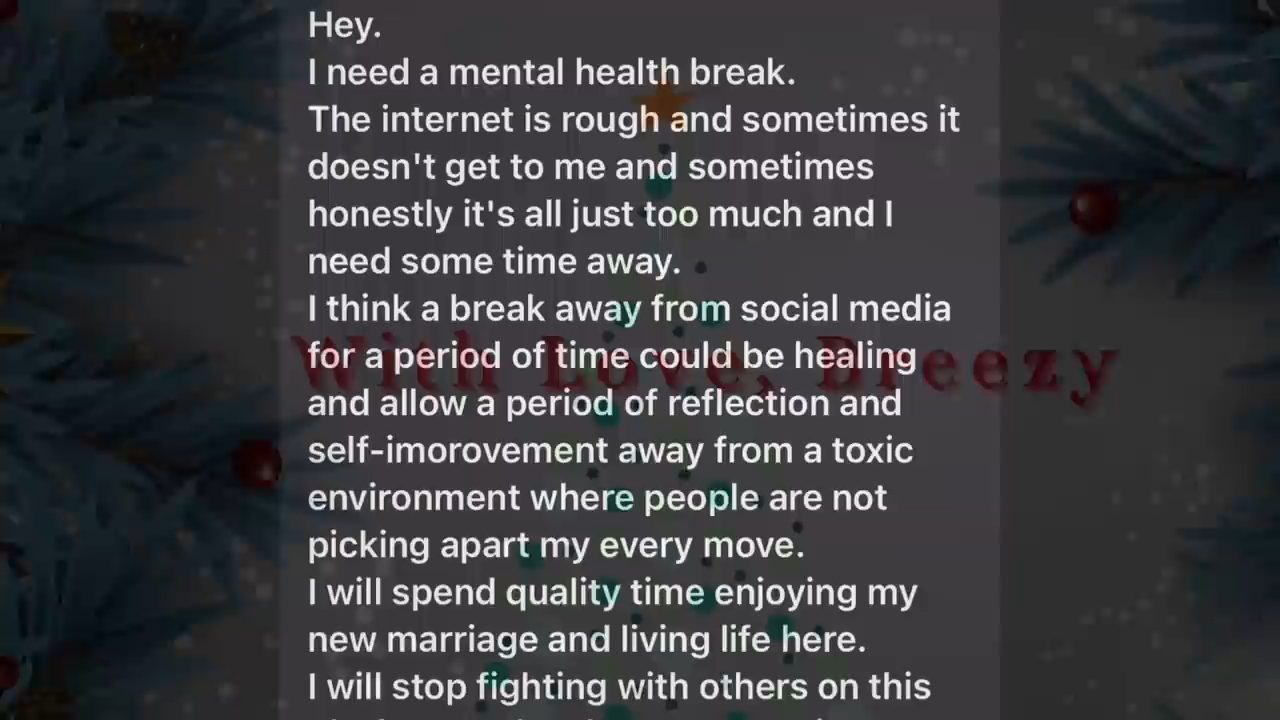 Hey.
I need a mental health break.
The internet is rough and sometimes it
doesn't get to me and sometimes
honestly it's all just too much and I
need some time away.
I think a break away from social media
for a period of time could be healing
With Love, Breezy
and allow a period of reflection and
self-imorovement away from a toxic
environment where people are not
picking apart my every move.
I will spend quality time enjoying my
new marriage and living life here.
I will stop fighting with others on this